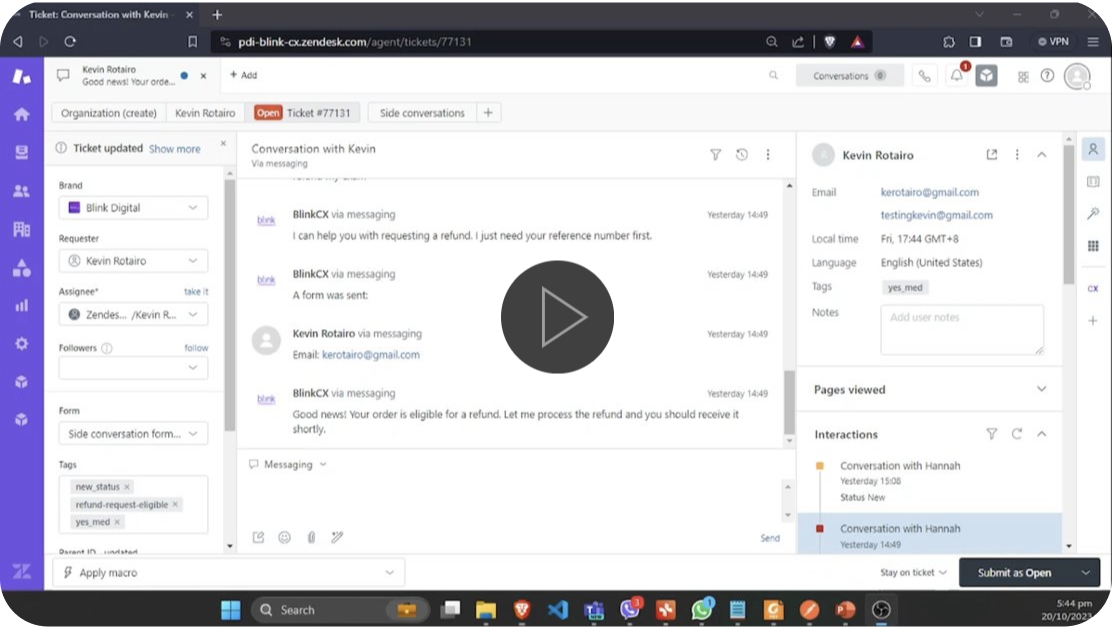 Ticket: Conversation with Kevin
pdi-blink-cx.zendesk.com/agent/tickets/77131
VPN
Kevin Rotairo
Good news! Your orde...
+ Add
Conversations 0
1
Organization (create)
Kevin Rotairo
Open Ticket #77131
Side conversations
+
Ticket updated Show more
Brand
Blink Digital
Requester
Kevin Rotairo
Assignee*
take it
Zendes... /Kevin R...
Followers
follow
Form
Side conversation form...
Tags
new_status ×
refund-request-eligible ×
yes_med ×
Parent ID updated
Apply macro
Conversation with Kevin
Via messaging
blink
BlinkCX via messaging
Yesterday 14:49
I can help you with requesting a refund. I just need your reference number first.
blink
BlinkCX via messaging
Yesterday 14:49
A form was sent:
Kevin Rotairo via messaging
Yesterday 14:49
Email: kerotairo@gmail.com
blink
BlinkCX via messaging
Yesterday 14:49
Good news! Your order is eligible for a refund. Let me process the refund and you should receive it
shortly.
Messaging
Send
Kevin Rotairo
Email
kerotairo@gmail.com
testingkevin@gmail.com
Local time
Fri, 17:44 GMT+8
Language
English (United States)
Tags
yes_med
Notes
Add user notes
Pages viewed
Interactions
Conversation with Hannah
Yesterday 15:08
Status New
Conversation with Hannah
Yesterday 14:49
CX
Stay on ticket
Submit as Open
Search
5:44 pm